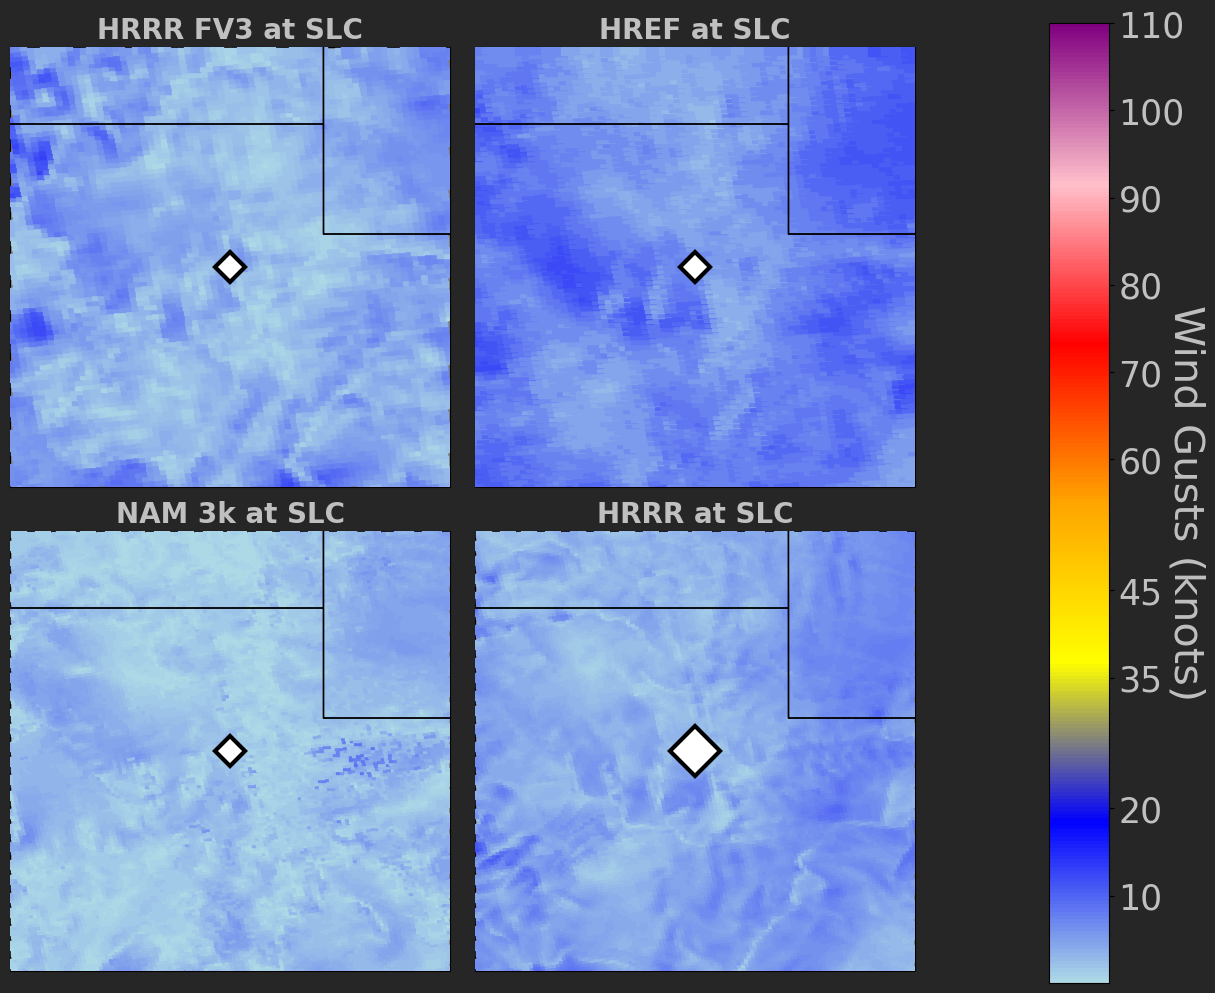 HRRR FV3 at SLC
HREF at SLC
NAM 3k at SLC
HRRR at SLC
110
100
90
80
70
60
45
35
20
10
Wind Gusts (knots)